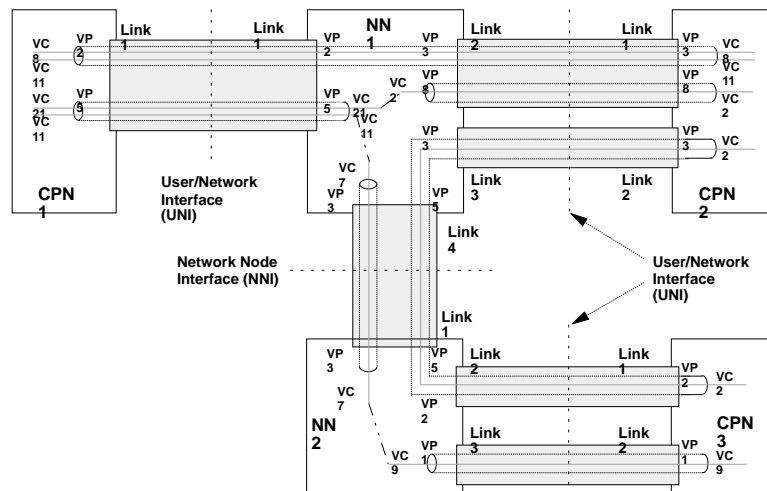 NN
1
Link
1
Link
1
Link
2
Link
1
VC
8
VP
2
VP
2
VP
3
VP
3
VC
8
VC
11
VC
11
VP
8
VP
8
VC
2
VC
21
VP
5
VP
5
VC
21
VC
2
VC
11
VC
11
VP
3
VP
3
VC
2
CPN
1
User/Network
Interface
(UNI)
VC
7
Link
3
Link
2
CPN
2
VP
3
VP
5
Link
4
Network Node
Interface (NNI)
User/Network
Interface
(UNI)
Link
1
VP
3
VP
5
Link
2
Link
1
VP
2
VC
2
VC
7
VP
2
NN
2
Link
3
Link
2
CPN
3
VC
9
VP
1
VP
1
VC
9